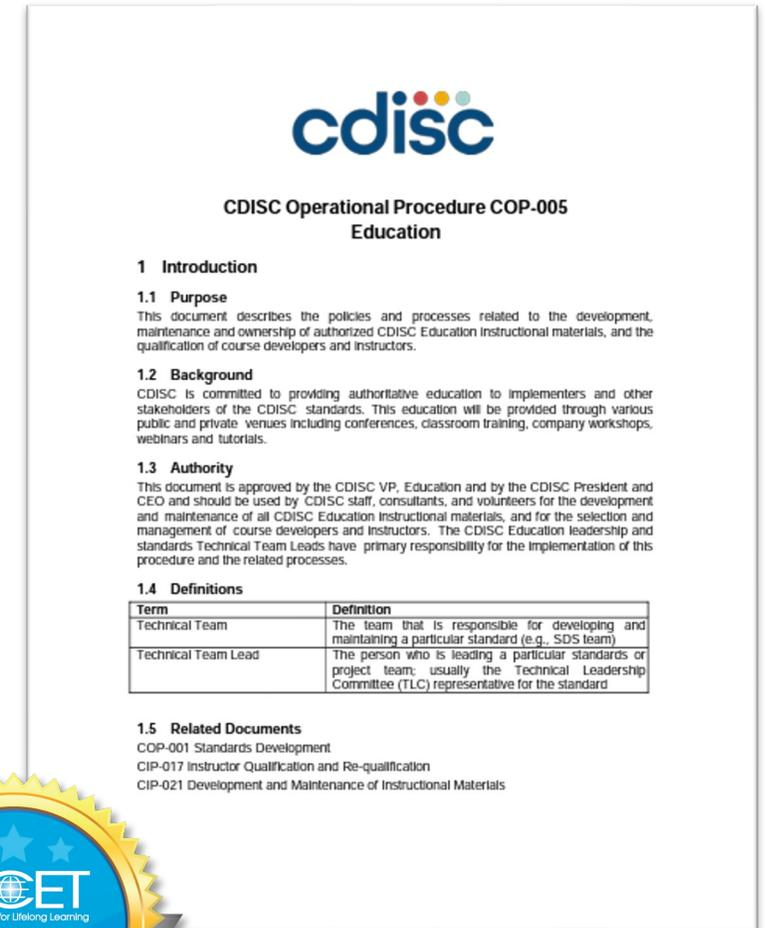 cdisc
CDISC Operational Procedure COP-005
Education
1 Introduction
1.1 Purpose
This document describes the policies and processes related to the development,
maintenance and ownership of authorized CDISC Education instructional materials, and the
qualification of course developers and instructors.
1.2 Background
CDISC is committed to providing authoritative education to implementers and other
stakeholders of the CDISC standards. This education will be provided through various
public and private venues including conferences, classroom training, company workshops,
webinars and tutorials.
1.3 Authority
This document is approved by the CDISC VP, Education and by the CDISC President and
CEO and should be used by CDISC staff, consultants, and volunteers for the development
and maintenance of all CDISC Education instructional materials, and for the selection and
management of course developers and instructors. The CDISC Education leadership and
standards Technical Team Leads have primary responsibility for the implementation of this
procedure and the related processes.
1.4 Definitions
Term Definition
Technical Team The team that is responsible for developing and
maintaining a particular standard (e.g., SDS team)
Technical Team Lead The person who is leading a particular standards or
project team; usually the Technical Leadership
Committee (TLC) representative for the standard
1.5 Related Documents
COP-001 Standards Development
CIP-017 Instructor Qualification and Re-qualification
CIP-021 Development and Maintenance of Instructional Materials
CET
for Lifelong Learning